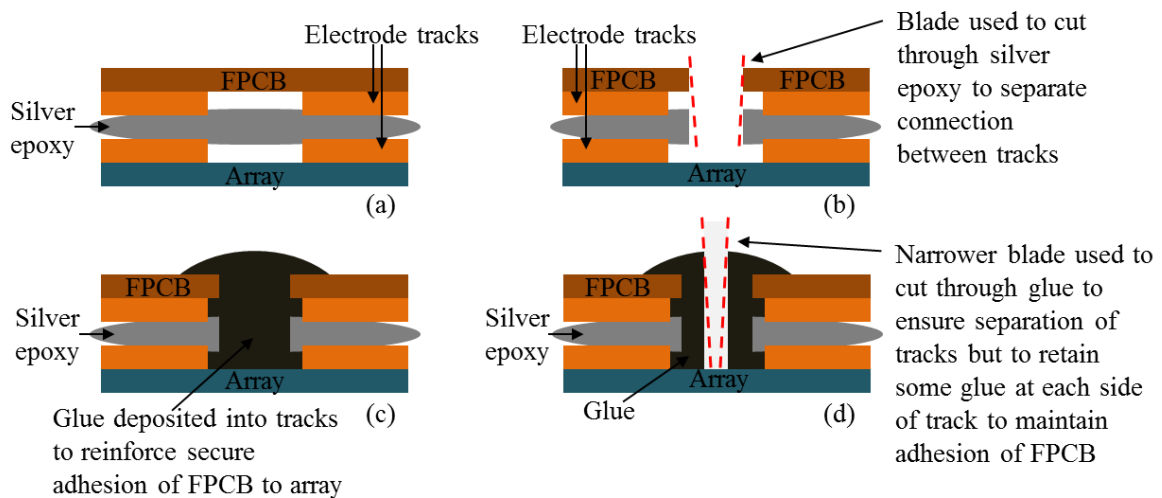 Electrode tracks
FPCB
Silver
epoxy
Array
(a)
Electrode tracks
FPCB
FPCB
Array
(b)
Blade used to cut
through silver
epoxy to separate
connection
between tracks
FPCB
Silver
epoxy
Array
(c)
Glue deposited into tracks
to reinforce secure
adhesion of FPCB to array
FPCB
Silver
epoxy
Array
Glue
(d)
Narrower blade used to
cut through glue to
ensure separation of
tracks but to retain
some glue at each side
of track to maintain
adhesion of FPCB